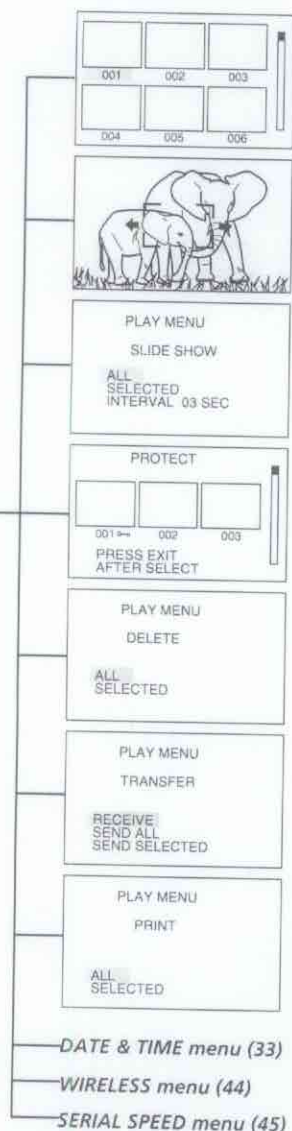 001 002 003
004 005 006
PLAY MENU
SLIDE SHOW
ALL
SELECTED
INTERVAL 03 SEC
PROTECT
001 002 003
PRESS EXIT
AFTER SELECT
PLAY MENU
DELETE
ALL
SELECTED
PLAY MENU
TRANSFER
RECEIVE
SEND ALL
SEND SELECTED
PLAY MENU
PRINT
ALL
SELECTED
DATE & TIME menu (33)
WIRELESS menu (44)
SERIAL SPEED menu (45)